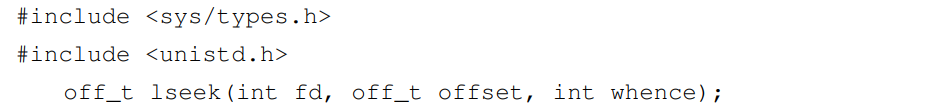 #include <sys/types.h>
#include <unistd.h>
off_t lseek(int fd, off_t offset, int whence);